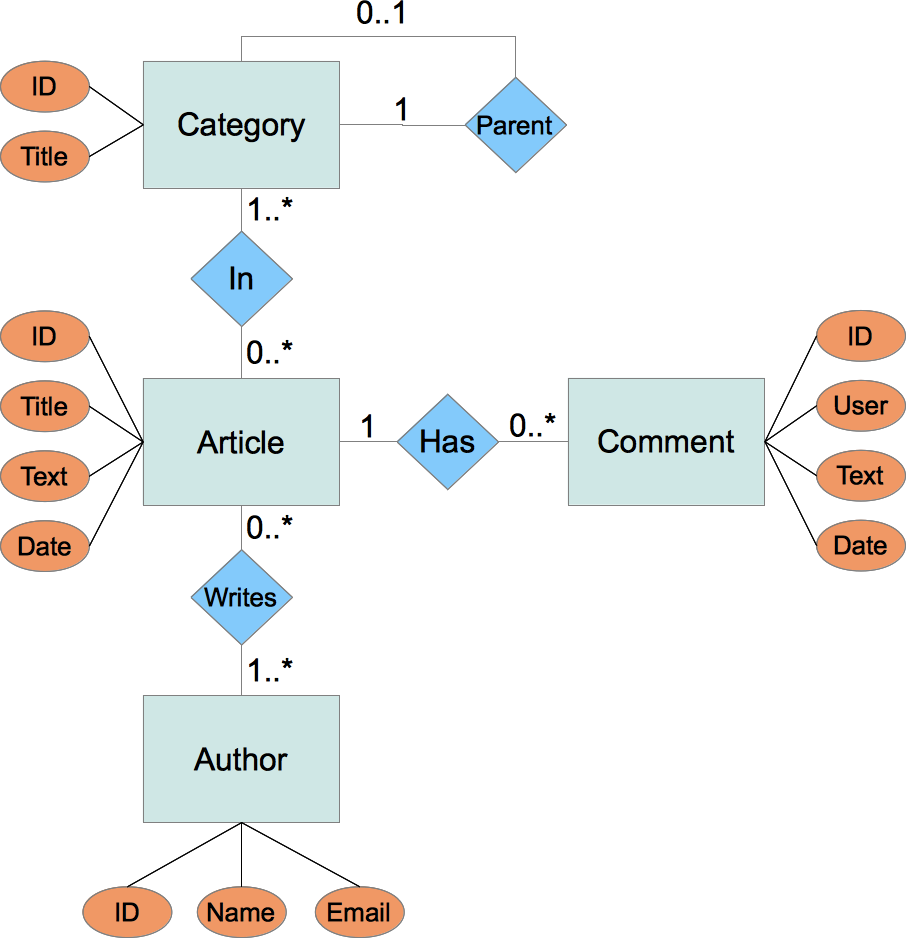 0..1
ID
Category
1
Parent
Title
1..*
In
ID
0..*
ID
Title
User
Article
1
Has
0..*
Comment
Text
Text
Date
0..*
Date
Writes
1..*
Author
ID
Name
Email